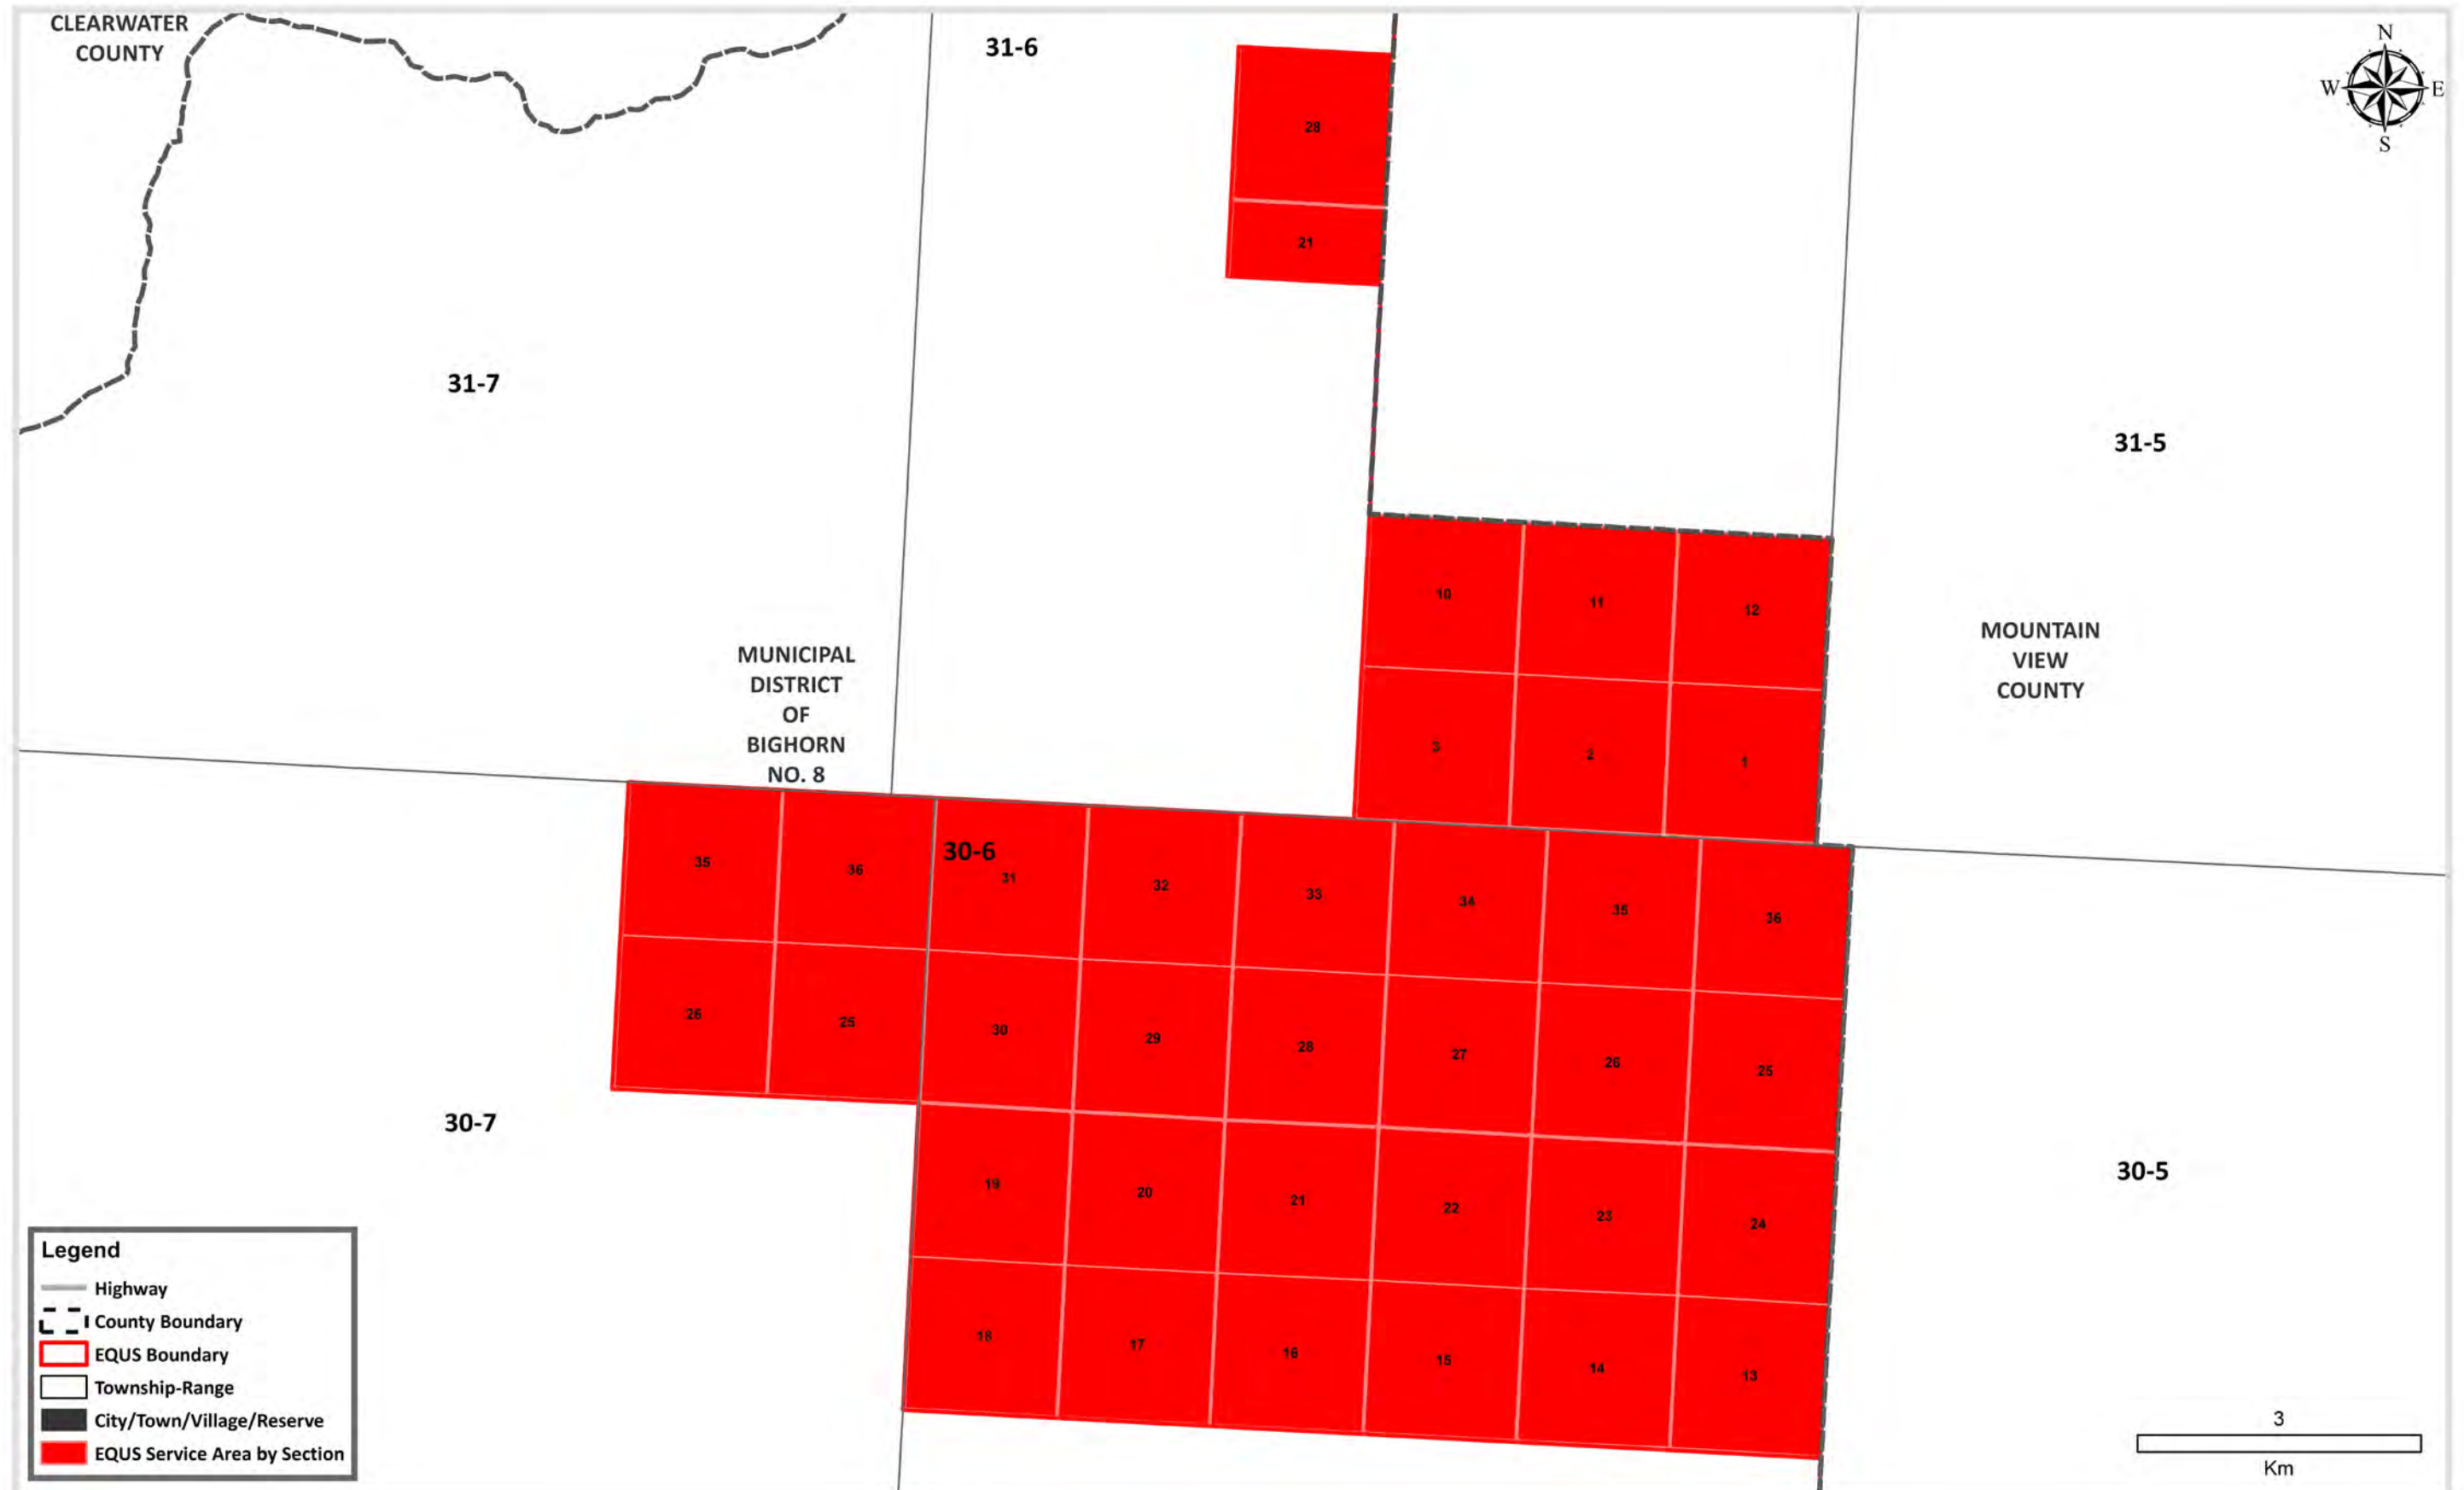 CLEARWATER
COUNTY
31-6
N
W
E
S
28
21
31-7
31-5
10
11
12
MUNICIPAL
DISTRICT
OF
BIGHORN
NO. 8
MOUNTAIN
VIEW
COUNTY
3
2
1
30-6
35
36
31
32
33
34
35
36
26
25
30
29
28
27
26
25
30-7
30-5
19
20
21
22
23
24
18
17
16
15
14
13
Legend
Highway
County Boundary
EQUS Boundary
Township-Range
City/Town/Village/Reserve
EQUS Service Area by Section
3
Km